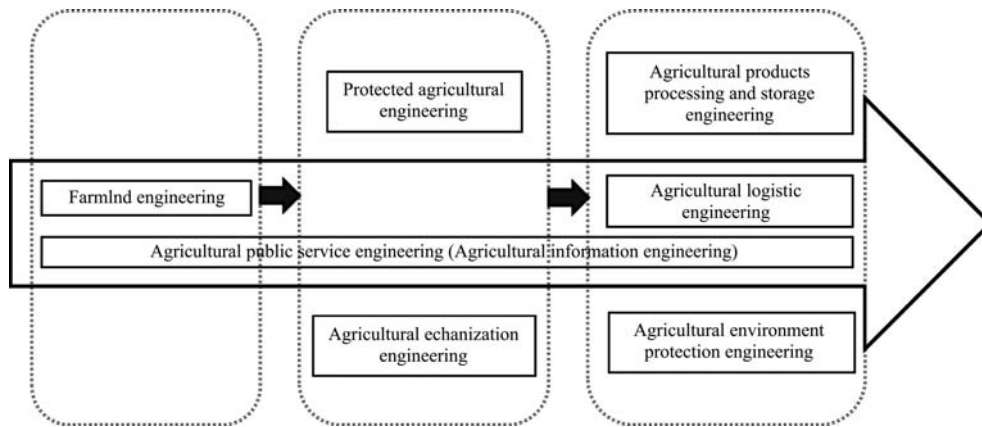 Protected agricultural
engineering
Agricultural products
processing and storage
engineering
Farmlnd engineering
Agricultural logistic
engineering
Agricultural public service engineering (Agricultural information engineering)
Agricultural echanization
engineering
Agricultural environment
protection engineering